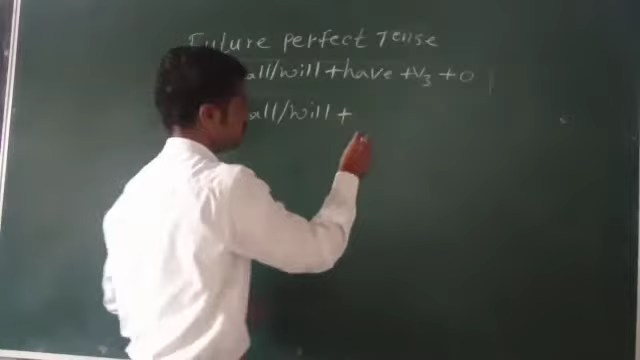 Future perfect Tense
all/will + have + V3 + O
all/will +